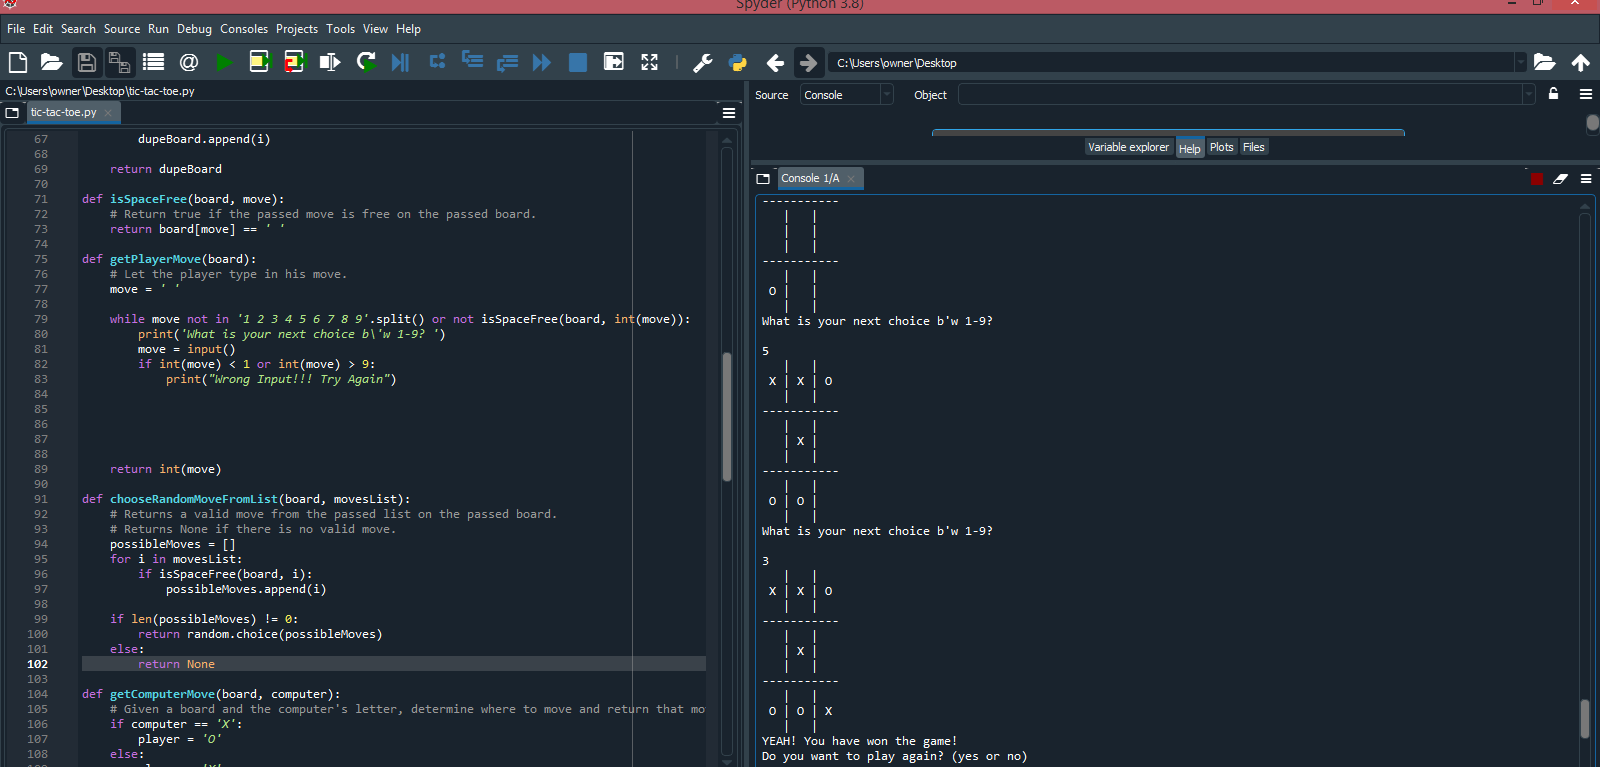 Spyder (Python 3.8)
File Edit Search Source Run Debug Consoles Projects Tools View Help
C:\Users\owner\Desktop
C:\Users\owner\Desktop\tic-tac-toe.py
tic-tac-toe.py
67 dupeBoard.append(i)
68
69 return dupeBoard
70
71 def isSpaceFree(board, move):
72 # Return true if the passed move is free on the passed board.
73 return board[move] == ' '
74
75 def getPlayerMove(board):
76 # Let the player type in his move.
77 move = ' '
78
79 while move not in '1 2 3 4 5 6 7 8 9'.split() or not isSpaceFree(board, int(move)):
80 print('What is your next choice b\'w 1-9? ')
81 move = input()
82 if int(move) < 1 or int(move) > 9:
83 print("Wrong Input!!! Try Again")
84
85
86
87
88
89 return int(move)
90
91 def chooseRandomMoveFromList(board, movesList):
92 # Returns a valid move from the passed list on the passed board.
93 # Returns None if there is no valid move.
94 possibleMoves = []
95 for i in movesList:
96 if isSpaceFree(board, i):
97 possibleMoves.append(i)
98
99 if len(possibleMoves) != 0:
100 return random.choice(possibleMoves)
101 else:
102 return None
103
104 def getComputerMove(board, computer):
105 # Given a board and the computer's letter, determine where to move and return that mo
106 if computer == 'X':
107 player = 'O'
108 else:
Source Console Object
Variable explorer Help Plots Files
Console 1/A
-----------
| |
| |
| |
-----------
| |
O | |
| |
What is your next choice b'w 1-9?
5
| |
X | X | O
| |
-----------
| |
| X |
| |
-----------
| |
O | O |
| |
What is your next choice b'w 1-9?
3
| |
X | X | O
| |
-----------
| |
| X |
| |
-----------
| |
O | O | X
| |
YEAH! You have won the game!
Do you want to play again? (yes or no)